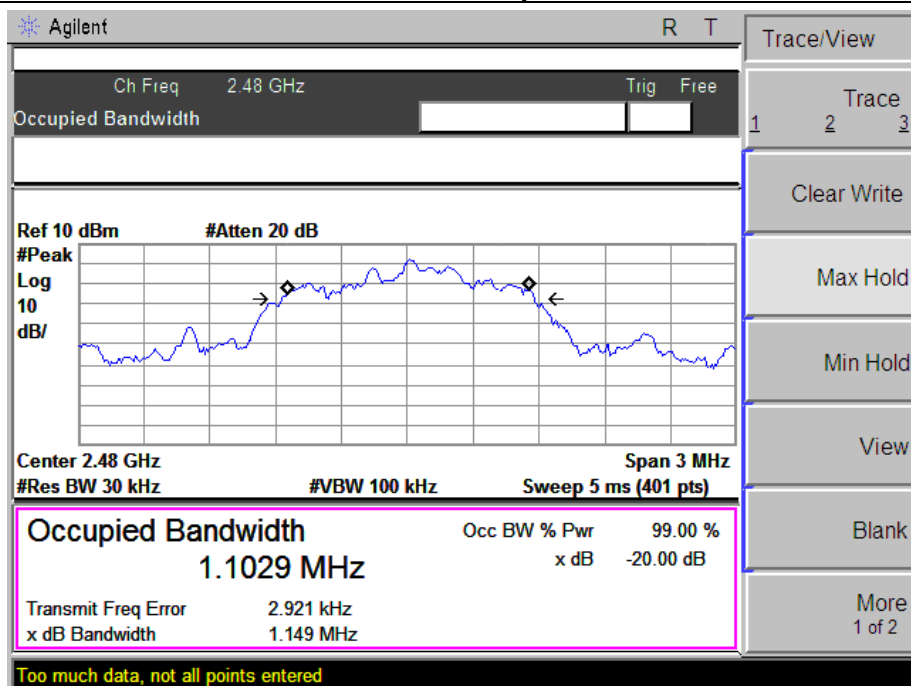 Agilent R T
Ch Freq 2.48 GHz Trig Free
Occupied Bandwidth
Ref 10 dBm #Atten 20 dB
#Peak
Log
10
dB/
Center 2.48 GHz Span 3 MHz
#Res BW 30 kHz #VBW 100 kHz Sweep 5 ms (401 pts)
Occupied Bandwidth Occ BW % Pwr 99.00 %
1.1029 MHz x dB -20.00 dB
Transmit Freq Error 2.921 kHz
x dB Bandwidth 1.149 MHz
Too much data, not all points entered
Trace/View
Trace
1 2 3
Clear Write
Max Hold
Min Hold
View
Blank
More
1 of 2